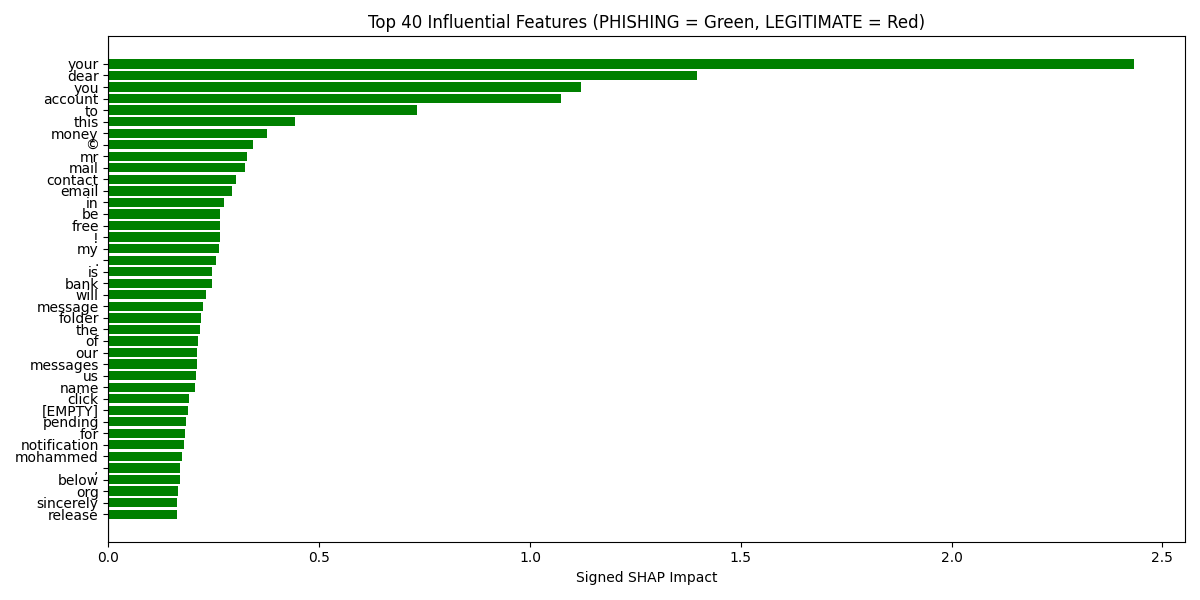 Top 40 Influential Features (PHISHING = Green, LEGITIMATE = Red)
your
dear
you
account
to
this
money
©
mr
mail
contact
email
in
be
free
!
my
.
is
bank
will
message
folder
the
of
our
messages
us
name
click
[EMPTY]
pending
for
notification
mohammed
,
below
org
sincerely
release
0.0 0.5 1.0 1.5 2.0 2.5
Signed SHAP Impact